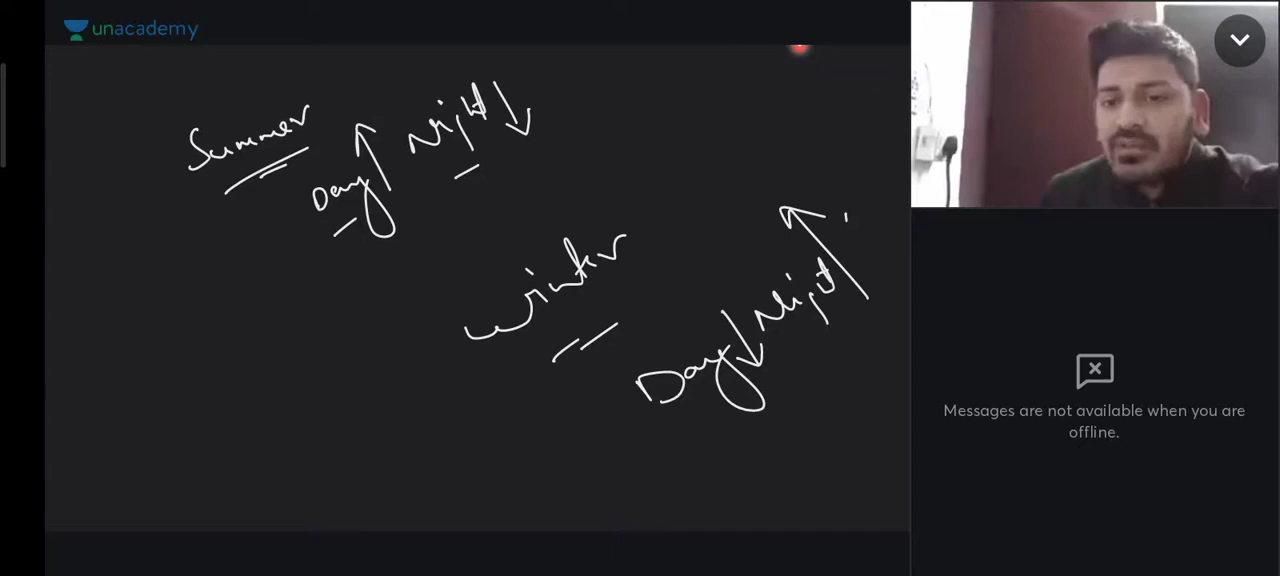 unacademy
Summer
Day Night
Winter
Day Night
Messages are not available when you are
offline.